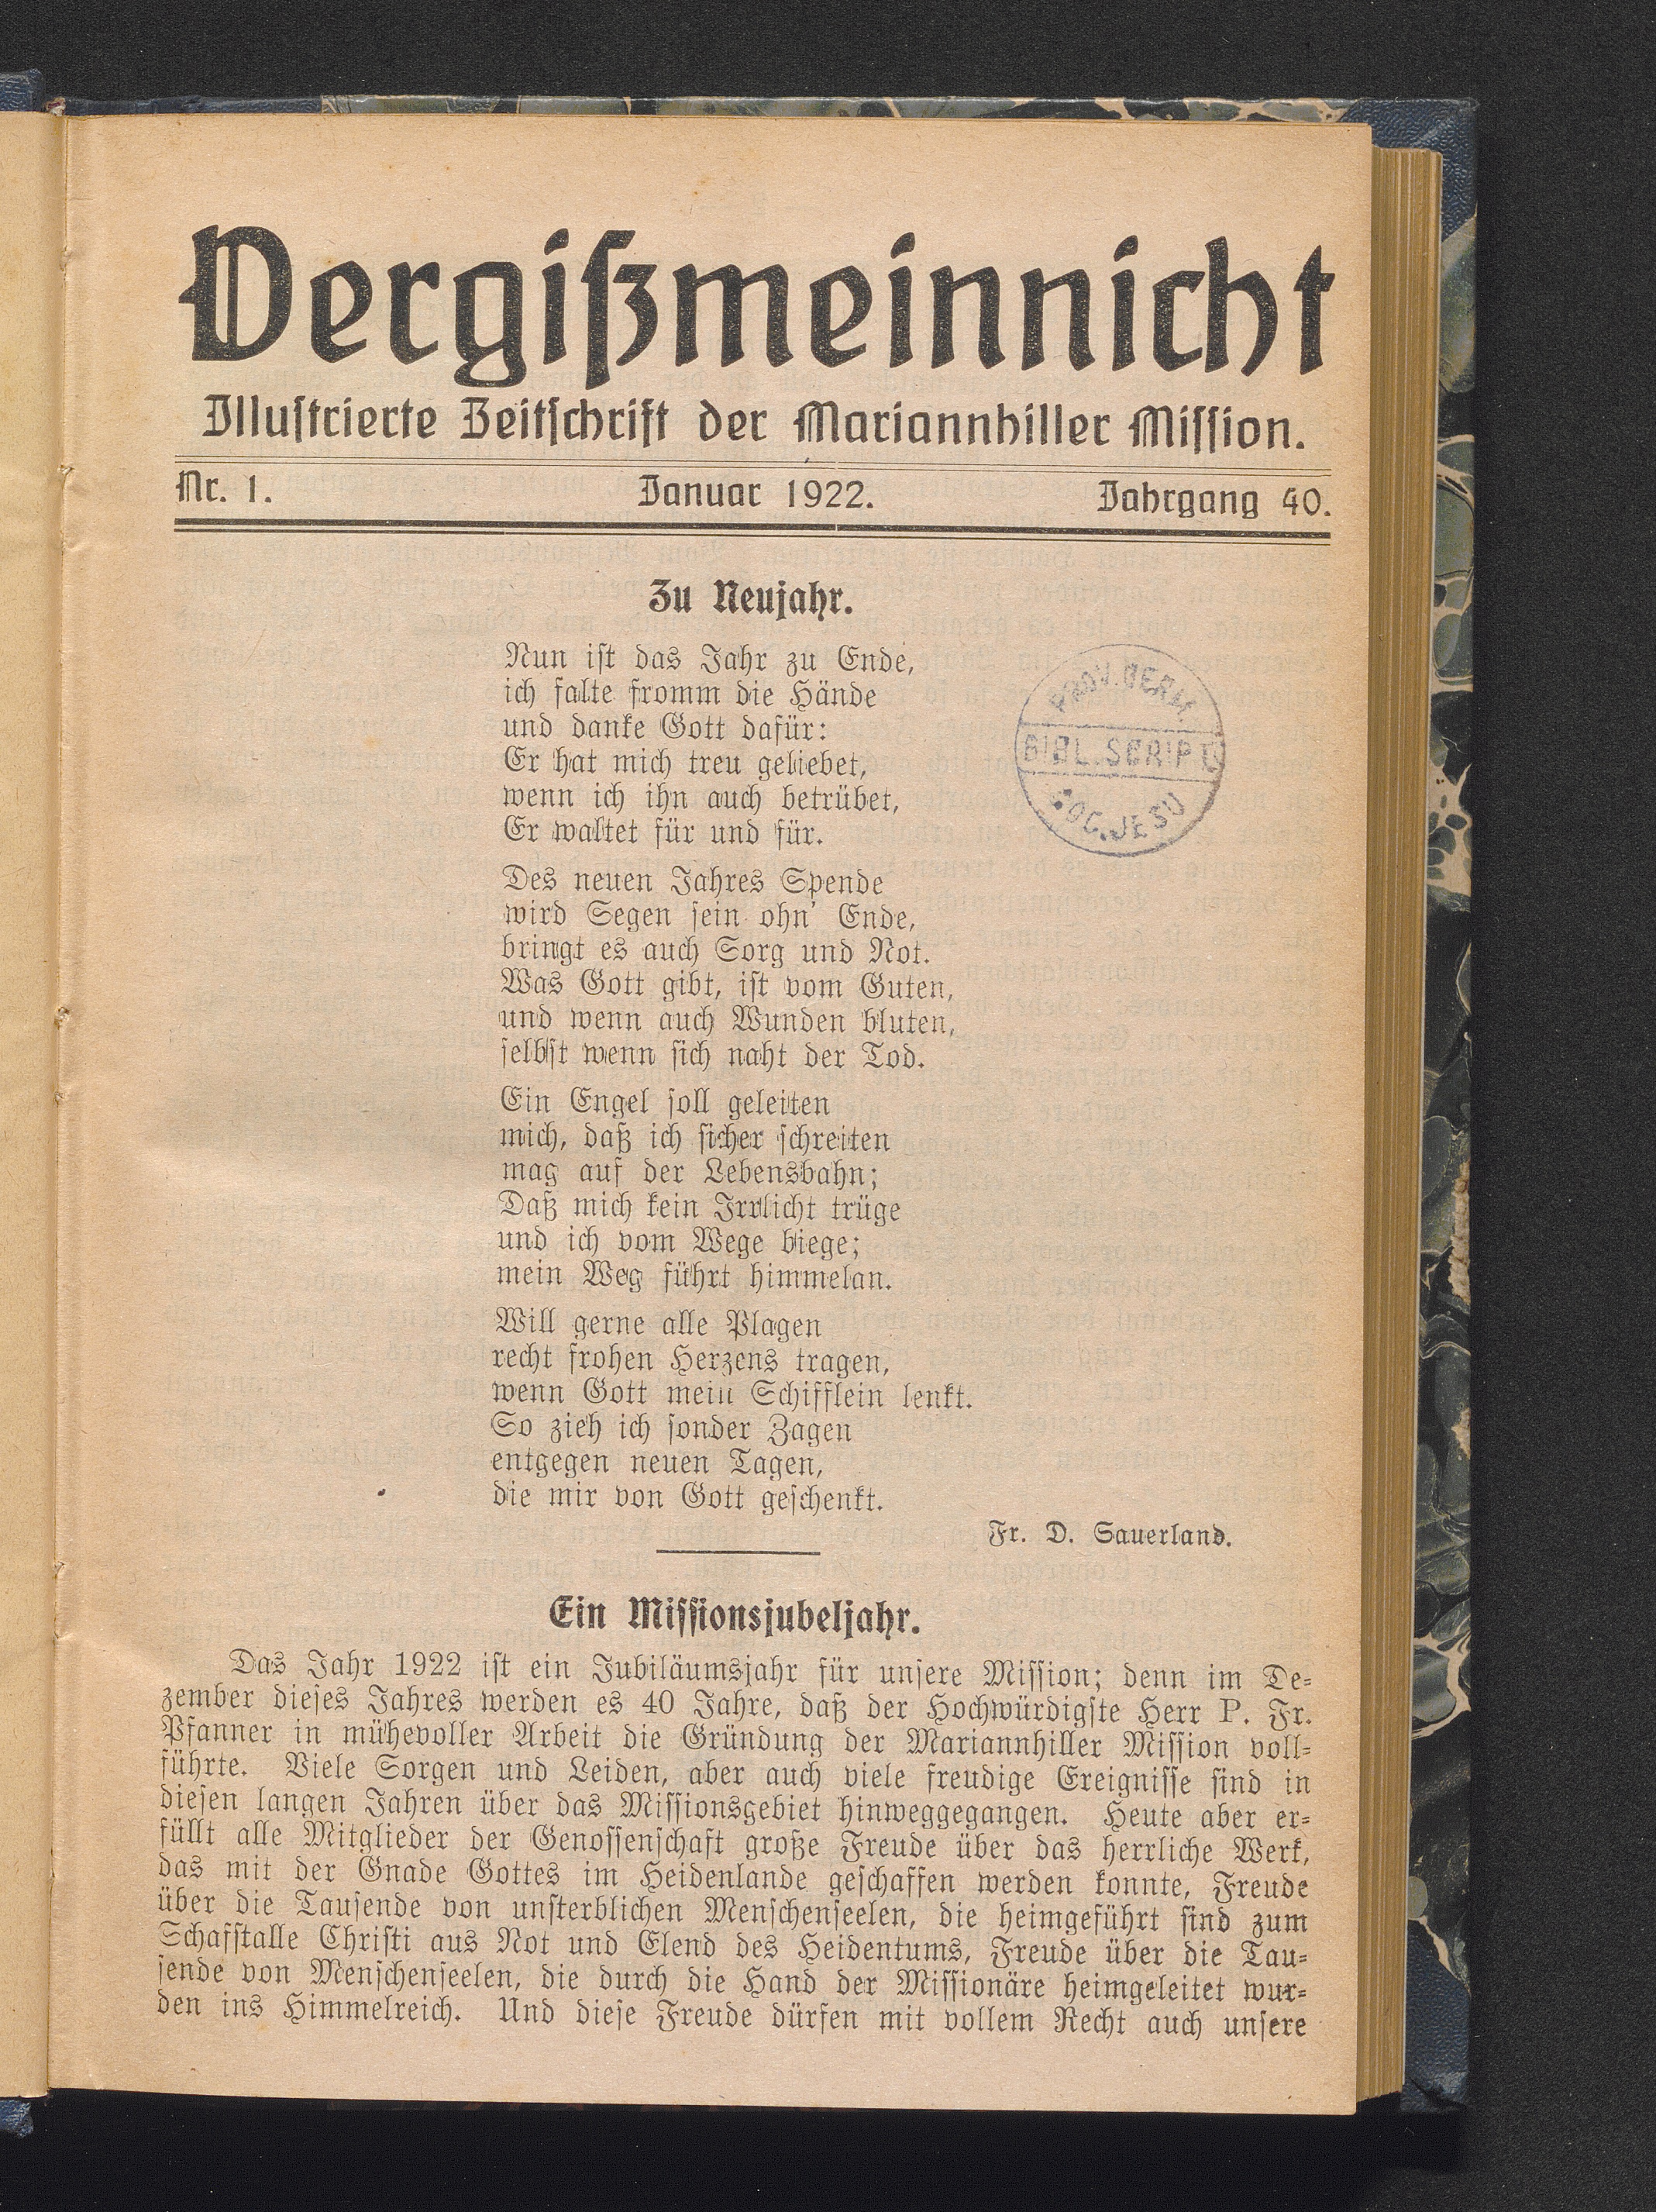 Vergißmeinnicht
Illustrierte Zeitschrift der Mariannhiller Mission.
Nr. 1. Januar 1922. Jahrgang 40.
Zu Neujahr.
Nun ist das Jahr zu Ende,
ich falte fromm die Hände
und danke Gott dafür:
Er hat mich treu geliebet,
wenn ich ihn auch betrübet,
Er waltet für und für.
PROV. GERM.
BIBL. SCRIPT.
SOC. JESU
Des neuen Jahres Spende
wird Segen sein ohn' Ende,
bringt es auch Sorg und Not.
Was Gott gibt, ist vom Guten,
und wenn auch Wunden bluten,
selbst wenn sich naht der Tod.
Ein Engel soll geleiten
mich, daß ich sicher schreiten
mag auf der Lebensbahn;
Daß mich kein Irrlicht trüge
und ich vom Wege biege;
mein Weg führt himmelan.
Will gerne alle Plagen
recht frohen Herzens tragen,
wenn Gott mein Schifflein lenkt.
So zieh ich sonder Zagen
entgegen neuen Tagen,
die mir von Gott geschenkt.
Fr. D. Sauerland.
Ein Missionsjubeljahr.
Das Jahr 1922 ist ein Jubiläumsjahr für unsere Mission; denn im De-
zember dieses Jahres werden es 40 Jahre, daß der Hochwürdigste Herr P. Fr.
Pfanner in mühevoller Arbeit die Gründung der Mariannhiller Mission voll-
führte. Viele Sorgen und Leiden, aber auch viele freudige Ereignisse sind in
diesen langen Jahren über das Missionsgebiet hinweggegangen. Heute aber er-
füllt alle Mitglieder der Genossenschaft große Freude über das herrliche Werk,
das mit der Gnade Gottes im Heidenlande geschaffen werden konnte, Freude
über die Tausende von unsterblichen Menschenseelen, die heimgeführt sind zum
Schafstalle Christi aus Not und Elend des Heidentums, Freude über die Tau-
sende von Menschenseelen, die durch die Hand der Missionäre heimgeleitet wur-
den ins Himmelreich. Und diese Freude dürfen mit vollem Recht auch unsere